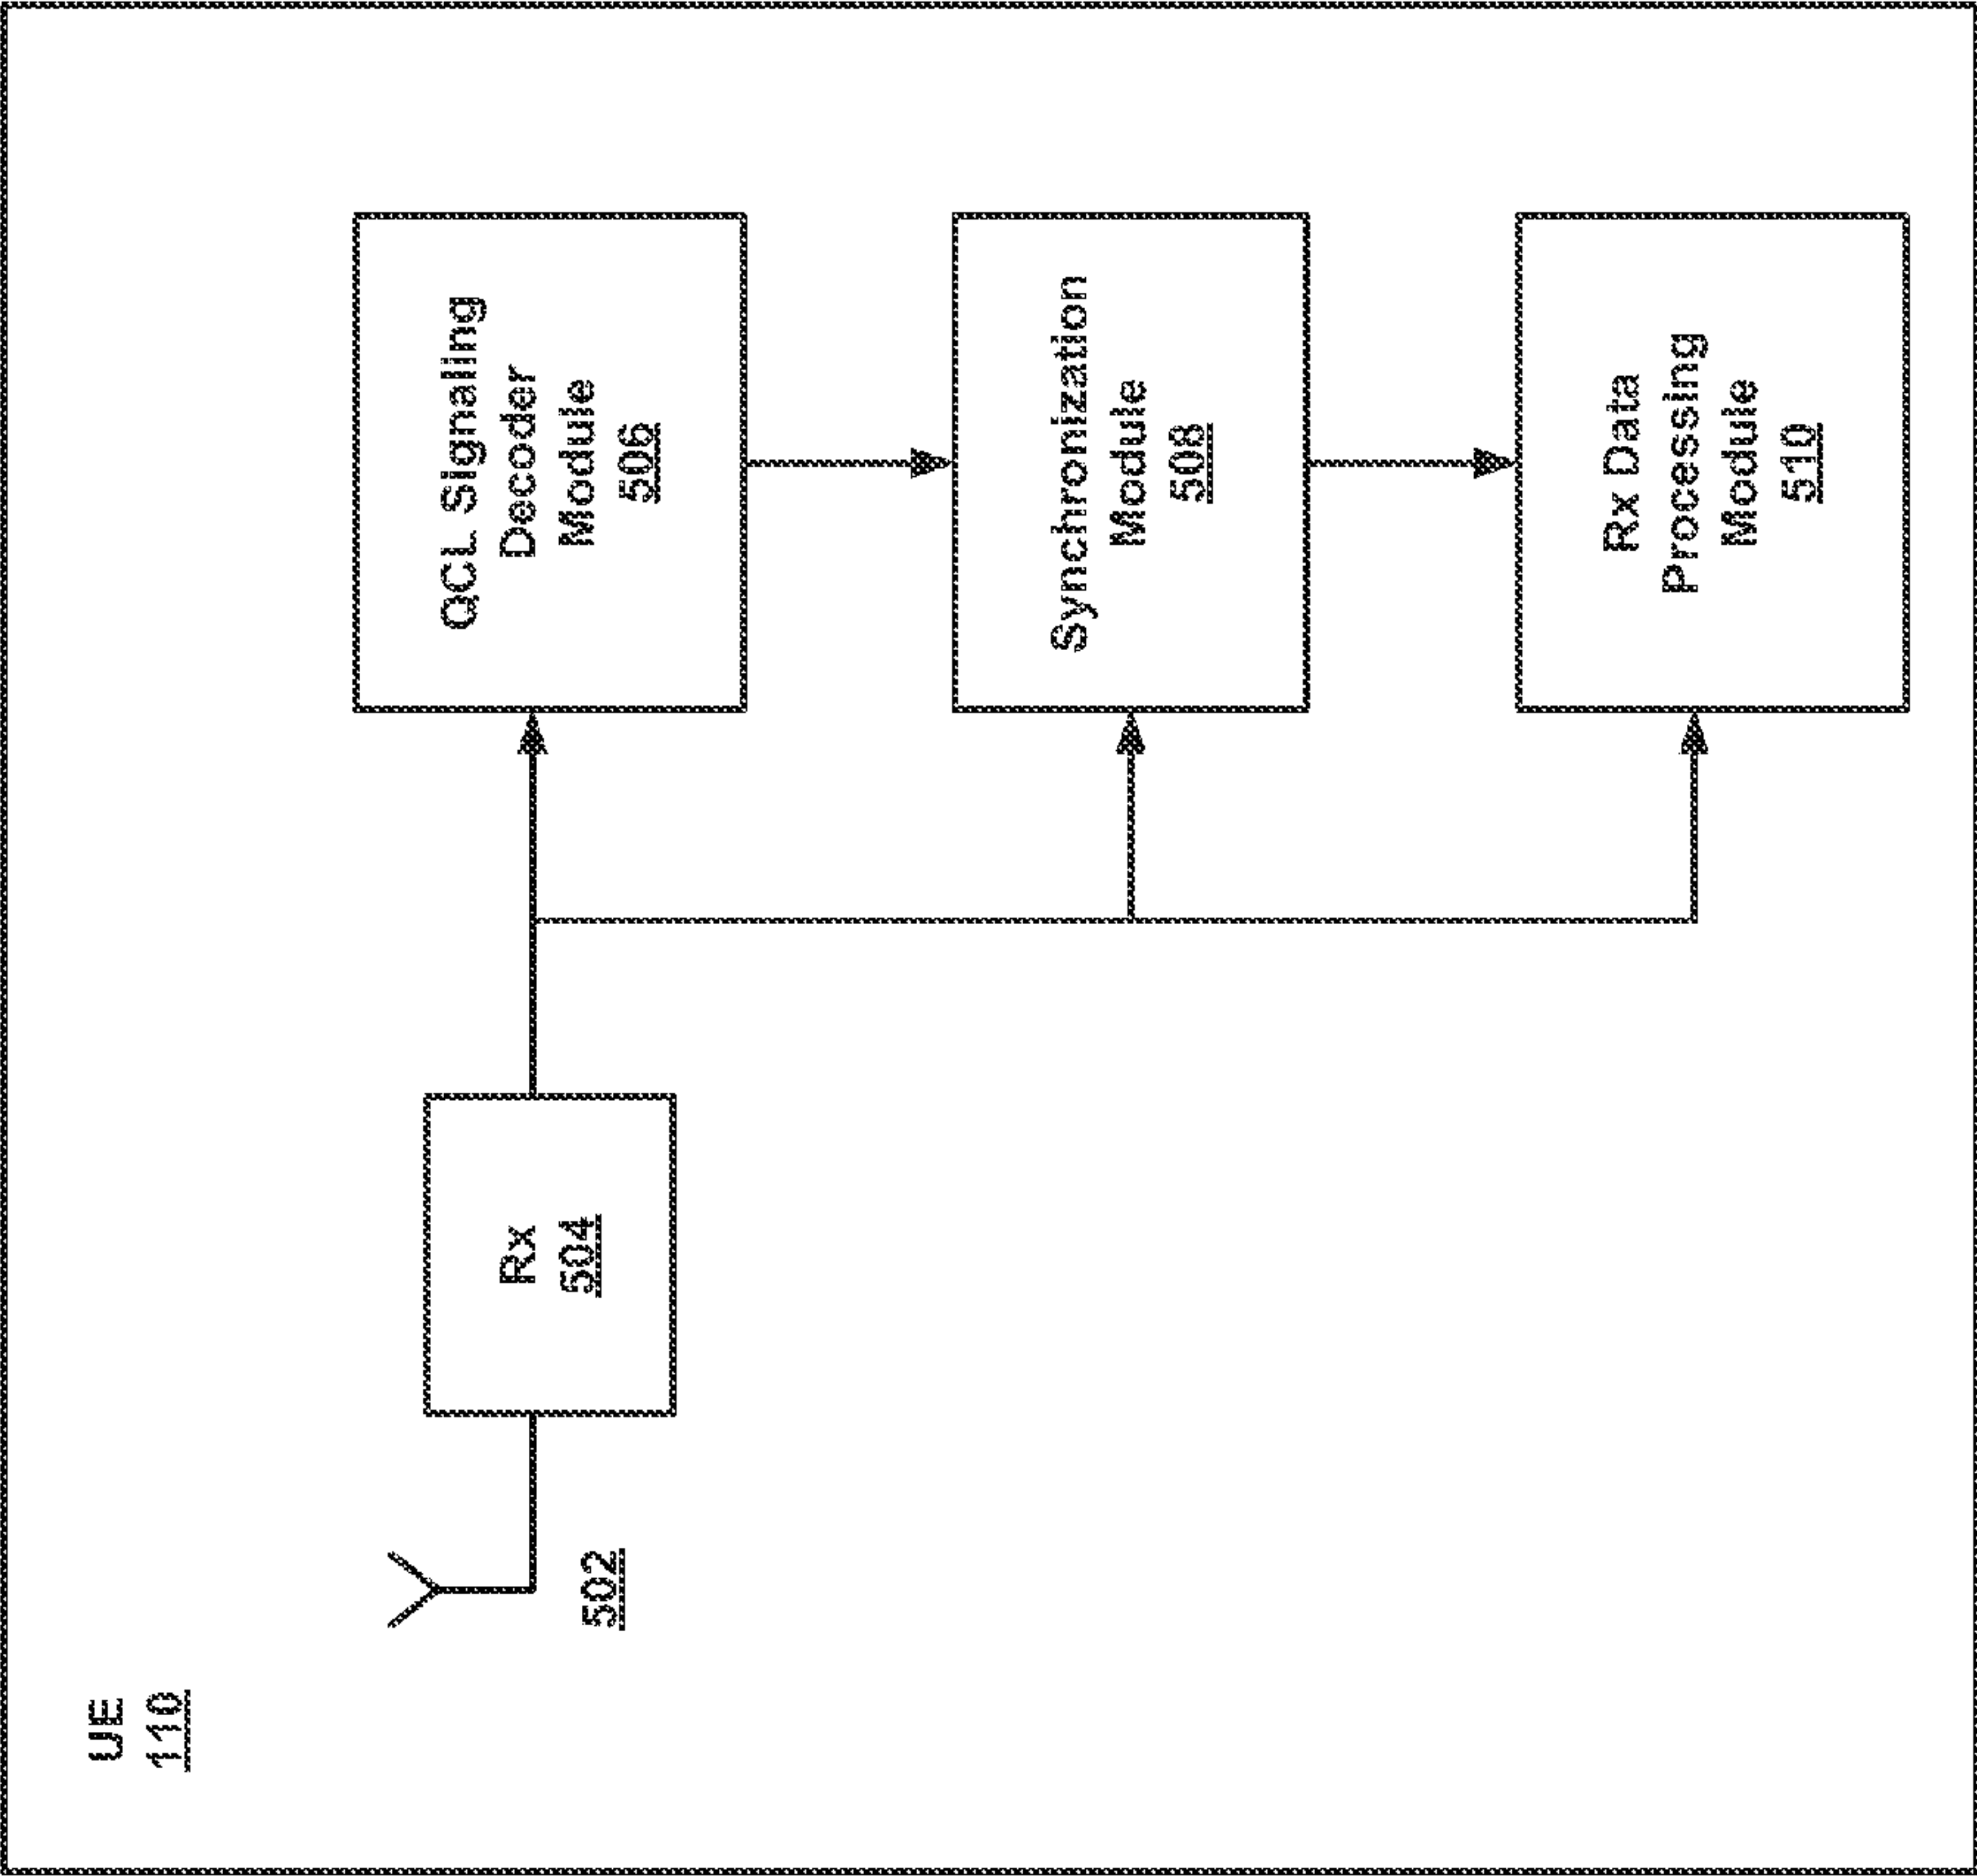 UE
110
502
Rx
504
QCL Signaling
Decoder
Module
506
Synchronization
Module
508
Rx Data
Processing
Module
510